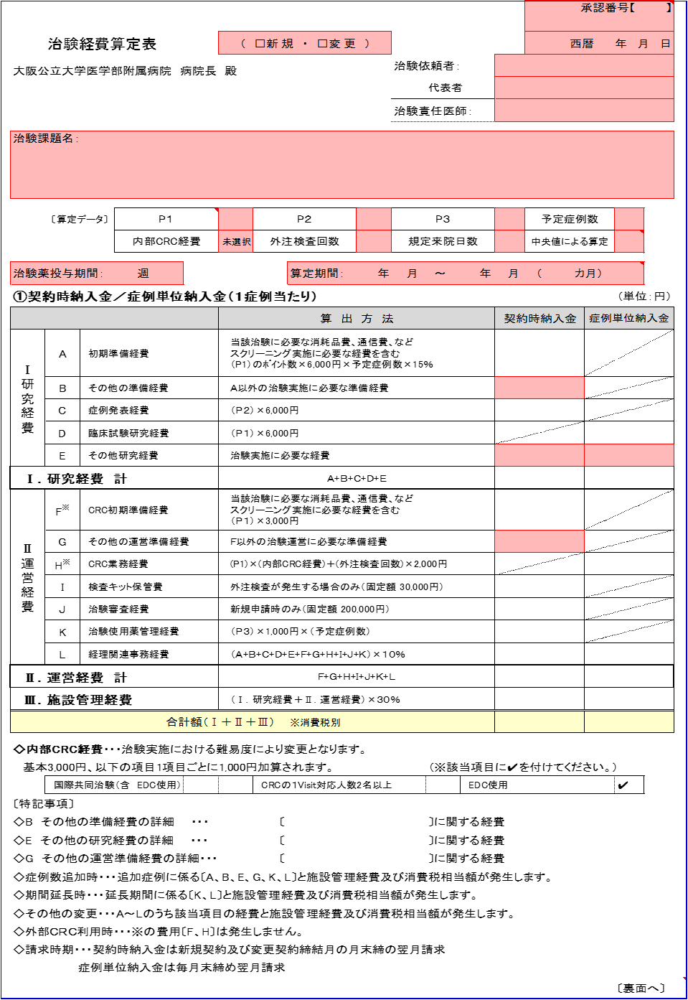 承認番号【　　　】
治験経費算定表
（　□新 規　・　□変 更　）
西暦　　年　月　日
大阪公立大学医学部附属病院　病院長　殿
治験依頼者：
代表者
治験責任医師：
治験課題名：
〔算定データ〕　P1　P2　P3　予定症例数
内部CRC経費　未選択　外注検査回数　規定来院日数　中央値による算定
治験薬投与期間：　　　週
算定期間：　　　年　月　～　　　年　月　（　　　カ月）
①契約時納入金／症例単位納入金（1症例当たり）
（単位：円）
算　出　方　法　契約時納入金　症例単位納入金
Ⅰ研究経費
A　初期準備経費　当該治験に必要な消耗品費、通信費、など
スクリーニング実施に必要な経費を含む
（P1）のﾎﾟｲﾝﾄ数×6,000円×予定症例数×15%
B　その他の準備経費　A以外の治験実施に必要な準備経費
C　症例発表経費　（P2）×6,000円
D　臨床試験研究経費　（P1）×6,000円
E　その他研究経費　治験実施に必要な経費
Ⅰ．研究経費　計　A+B+C+D+E
Ⅱ運営経費
F※　CRC初期準備経費　当該治験に必要な消耗品費、通信費、など
スクリーニング実施に必要な経費を含む
（P1）×3,000円
G　その他の運営準備経費　F以外の治験運営に必要な準備経費
H※　CRC業務経費　(P1)×(内部CRC経費)＋(外注検査回数)×2,000円
I　検査キット保管費　外注検査が発生する場合のみ（固定額 30,000円）
J　治験審査経費　新規申請時のみ（固定額 200,000円）
K　治験使用薬管理経費　（P3）×1,000円×（予定症例数）
L　経理関連事務経費　（A+B+C+D+E+F+G+H+I+J+K）×10%
Ⅱ．運営経費　計　F+G+H+I+J+K+L
Ⅲ．施設管理経費　（Ⅰ．研究経費＋Ⅱ．運営経費）×30%
合計額（Ⅰ＋Ⅱ＋Ⅲ）　※消費税別
◇内部CRC経費・・・治験実施における難易度により変更となります。
基本3,000円、以下の項目1項目ごとに1,000円加算されます。　（※該当項目に✔を付けてください。）
国際共同治験（含　EDC使用）　CRCの1Visit対応人数2名以上　EDC使用　✔
〔特記事項〕
◇B　その他の準備経費の詳細　・・・　〔　　　〕に関する経費
◇E　その他の研究経費の詳細　・・・　〔　　　〕に関する経費
◇G　その他の運営準備経費の詳細・・・　〔　　　〕に関する経費
◇症例数追加時・・・追加症例に係る〔A、B、E、G、K、L〕と施設管理経費及び消費税相当額が発生します。
◇期間延長時・・・延長期間に係る〔K、L〕と施設管理経費及び消費税相当額が発生します。
◇その他の変更・・・A～Lのうち該当項目の経費と施設管理経費及び消費税相当額が発生します。
◇外部CRC利用時・・・※の費用〔F、H〕は発生しません。
◇請求時期・・・契約時納入金は新規契約及び変更契約締結月の月末締の翌月請求
症例単位納入金は毎月末締め翌月請求
〔裏面へ〕